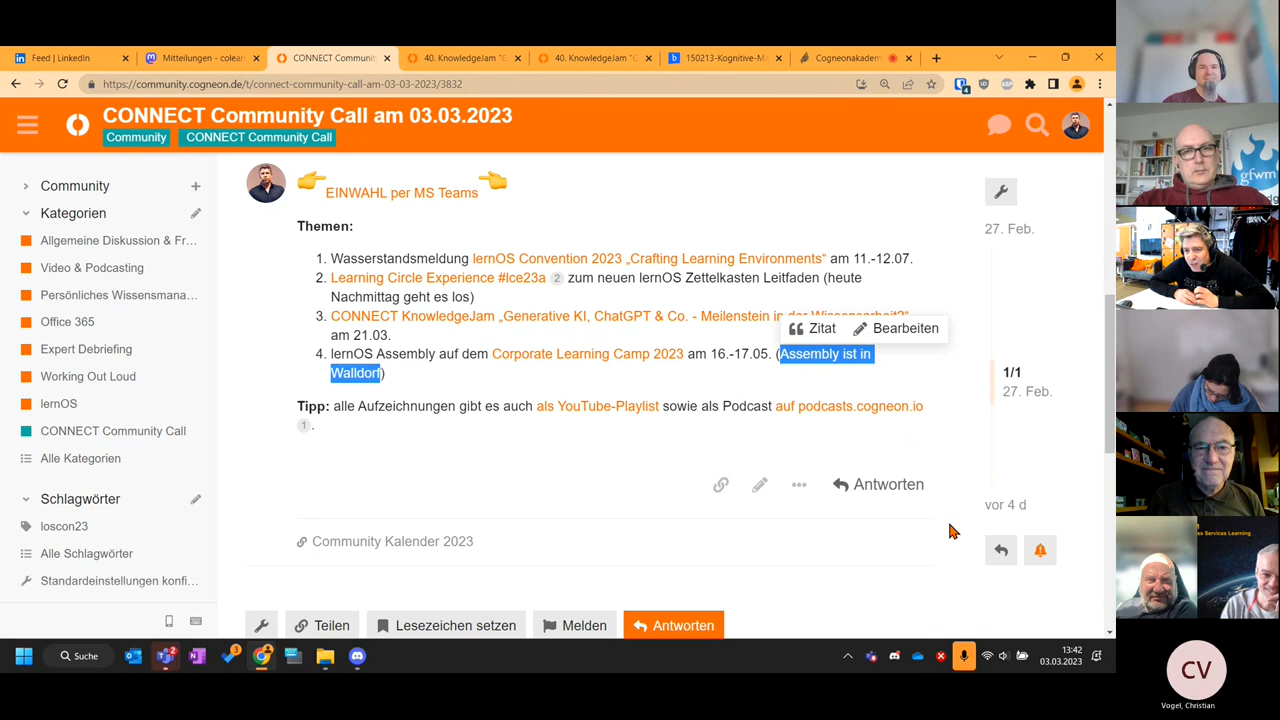 Feed | LinkedIn
Mitteilungen - colear
CONNECT Communi
40. KnowledgeJam "G
40. KnowledgeJam "G
150213-Kognitive-Ma
Cogneonakadem
https://community.cogneon.de/t/connect-community-call-am-03-03-2023/3832
CONNECT Community Call am 03.03.2023
Community
CONNECT Community Call
Community
Kategorien
Allgemeine Diskussion & Fr...
Video & Podcasting
Persönliches Wissensmana...
Office 365
Expert Debriefing
Working Out Loud
lernOS
CONNECT Community Call
Alle Kategorien
Schlagwörter
loscon23
Alle Schlagwörter
Standardeinstellungen konfi...
EINWAHL per MS Teams
Themen:
1. Wasserstandsmeldung lernOS Convention 2023 „Crafting Learning Environments“ am 11.-12.07.
2. Learning Circle Experience #lce23a 2 zum neuen lernOS Zettelkasten Leitfaden (heute
Nachmittag geht es los)
3. CONNECT KnowledgeJam „Generative KI, ChatGPT & Co. - Meilenstein in der Wissensarbeit?“
am 21.03.
Zitat
Bearbeiten
4. lernOS Assembly auf dem Corporate Learning Camp 2023 am 16.-17.05. (Assembly ist in
Walldorf)
Tipp: alle Aufzeichnungen gibt es auch als YouTube-Playlist sowie als Podcast auf podcasts.cogneon.io
1.
Antworten
Community Kalender 2023
Teilen
Lesezeichen setzen
Melden
Antworten
27. Feb.
1/1
27. Feb.
vor 4 d
Suche
2
3
4
13:42
03.03.2023
gfwm
ss Services Learning
CV
Vogel, Christian